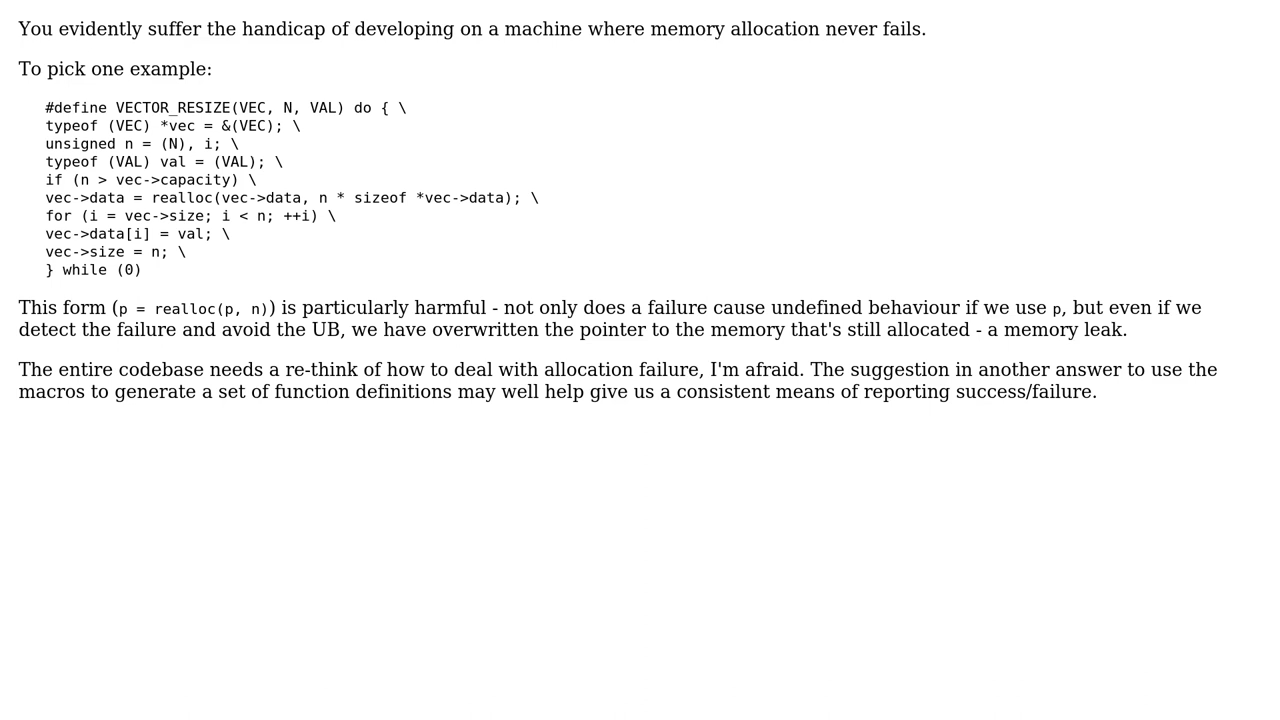 You evidently suffer the handicap of developing on a machine where memory allocation never fails.
To pick one example:
#define VECTOR_RESIZE(VEC, N, VAL) do { \
typeof (VEC) *vec = &(VEC); \
unsigned n = (N), i; \
typeof (VAL) val = (VAL); \
if (n > vec->capacity) \
vec->data = realloc(vec->data, n * sizeof *vec->data); \
for (i = vec->size; i < n; ++i) \
vec->data[i] = val; \
vec->size = n; \
} while (0)
This form (p = realloc(p, n)) is particularly harmful - not only does a failure cause undefined behaviour if we use p, but even if we
detect the failure and avoid the UB, we have overwritten the pointer to the memory that's still allocated - a memory leak.
The entire codebase needs a re-think of how to deal with allocation failure, I'm afraid. The suggestion in another answer to use the
macros to generate a set of function definitions may well help give us a consistent means of reporting success/failure.